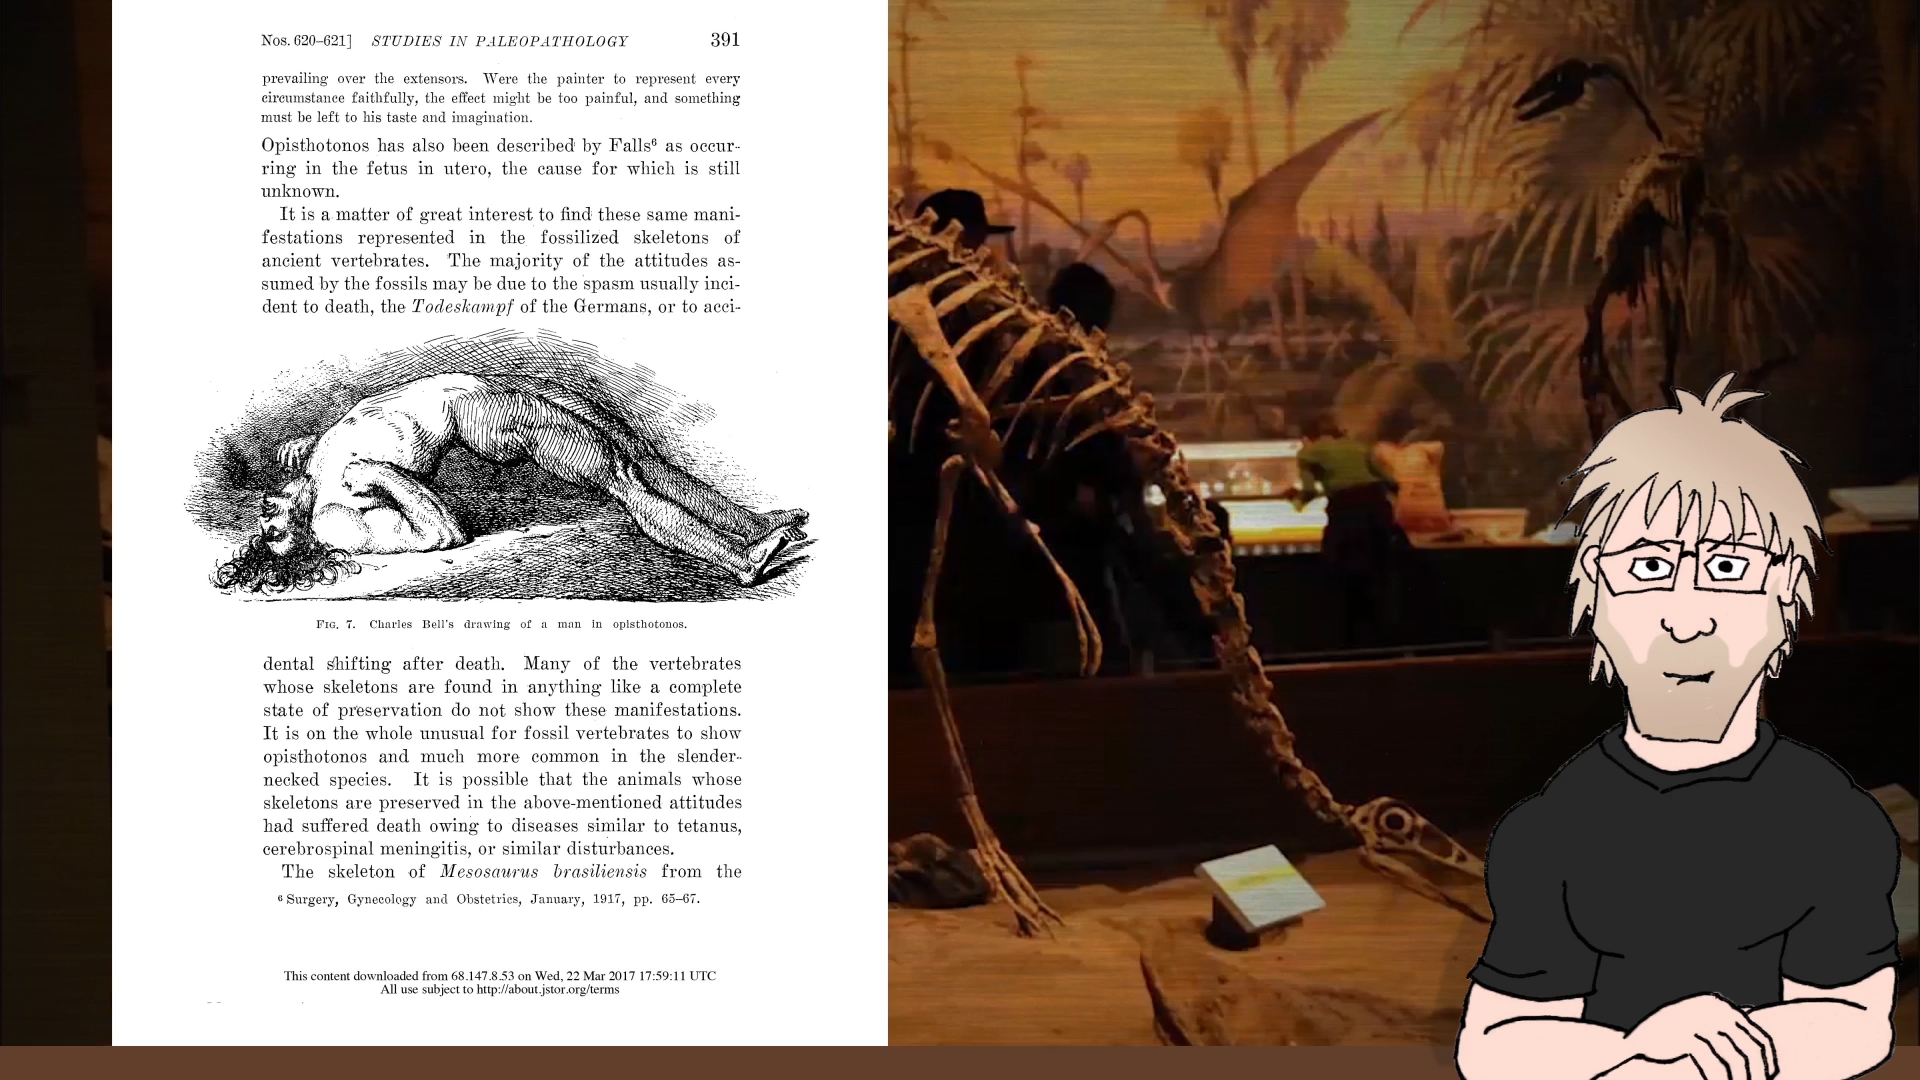 Nos. 620–621] STUDIES IN PALEOPATHOLOGY 391
prevailing over the extensors. Were the painter to represent every
circumstance faithfully, the effect might be too painful, and something
must be left to his taste and imagination.
Opisthotonos has also been described by Falls⁶ as occur-
ring in the fetus in utero, the cause for which is still
unknown.
It is a matter of great interest to find these same mani-
festations represented in the fossilized skeletons of
ancient vertebrates. The majority of the attitudes as-
sumed by the fossils may be due to the spasm usually inci-
dent to death, the Todeskampf of the Germans, or to acci-
FIG. 7. Charles Bell's drawing of a man in opisthotonos.
dental shifting after death. Many of the vertebrates
whose skeletons are found in anything like a complete
state of preservation do not show these manifestations.
It is on the whole unusual for fossil vertebrates to show
opisthotonos and much more common in the slender-
necked species. It is possible that the animals whose
skeletons are preserved in the above-mentioned attitudes
had suffered death owing to diseases similar to tetanus,
cerebrospinal meningitis, or similar disturbances.
The skeleton of Mesosaurus brasiliensis from the
⁶ Surgery, Gynecology and Obstetrics, January, 1917, pp. 65–67.
This content downloaded from 68.147.8.53 on Wed, 22 Mar 2017 17:59:11 UTC
All use subject to http://about.jstor.org/terms